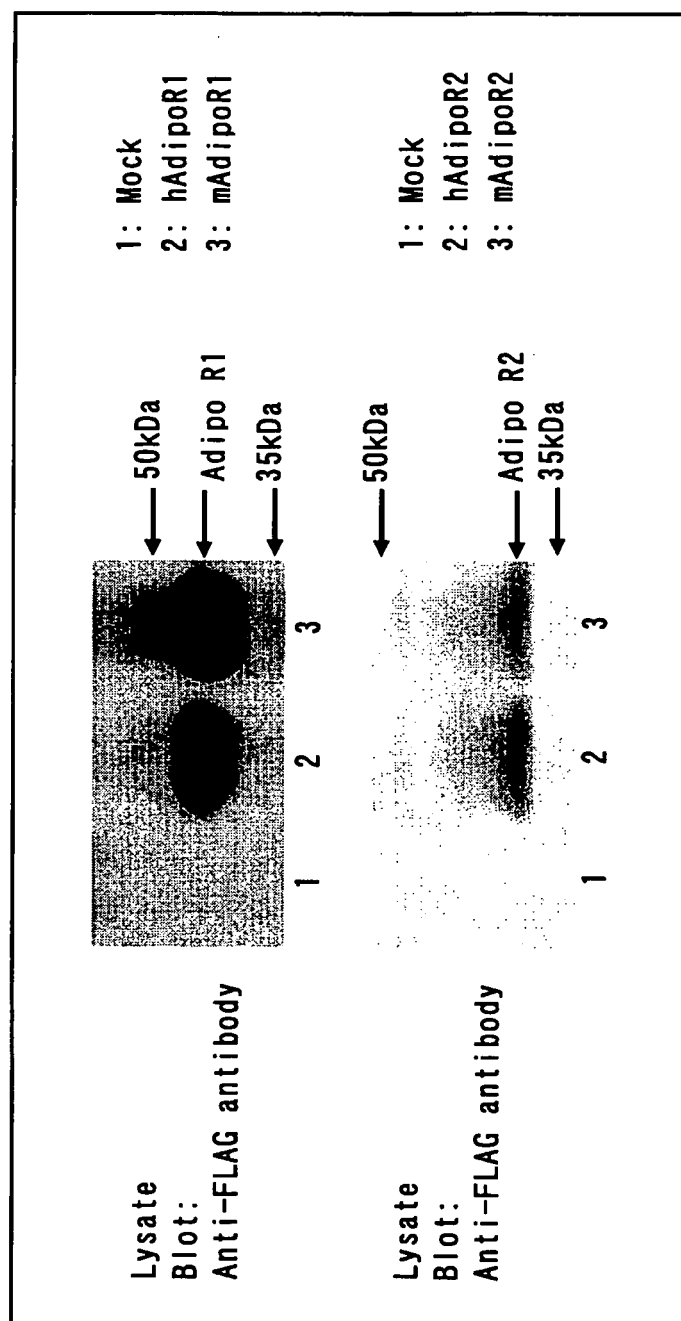 Lysate
Blot:
Anti-FLAG antibody
50kDa
Adipo R1
35kDa
1 2 3
1: Mock
2: hAdipoR1
3: mAdipoR1
Lysate
Blot:
Anti-FLAG antibody
50kDa
Adipo R2
35kDa
1 2 3
1: Mock
2: hAdipoR2
3: mAdipoR2